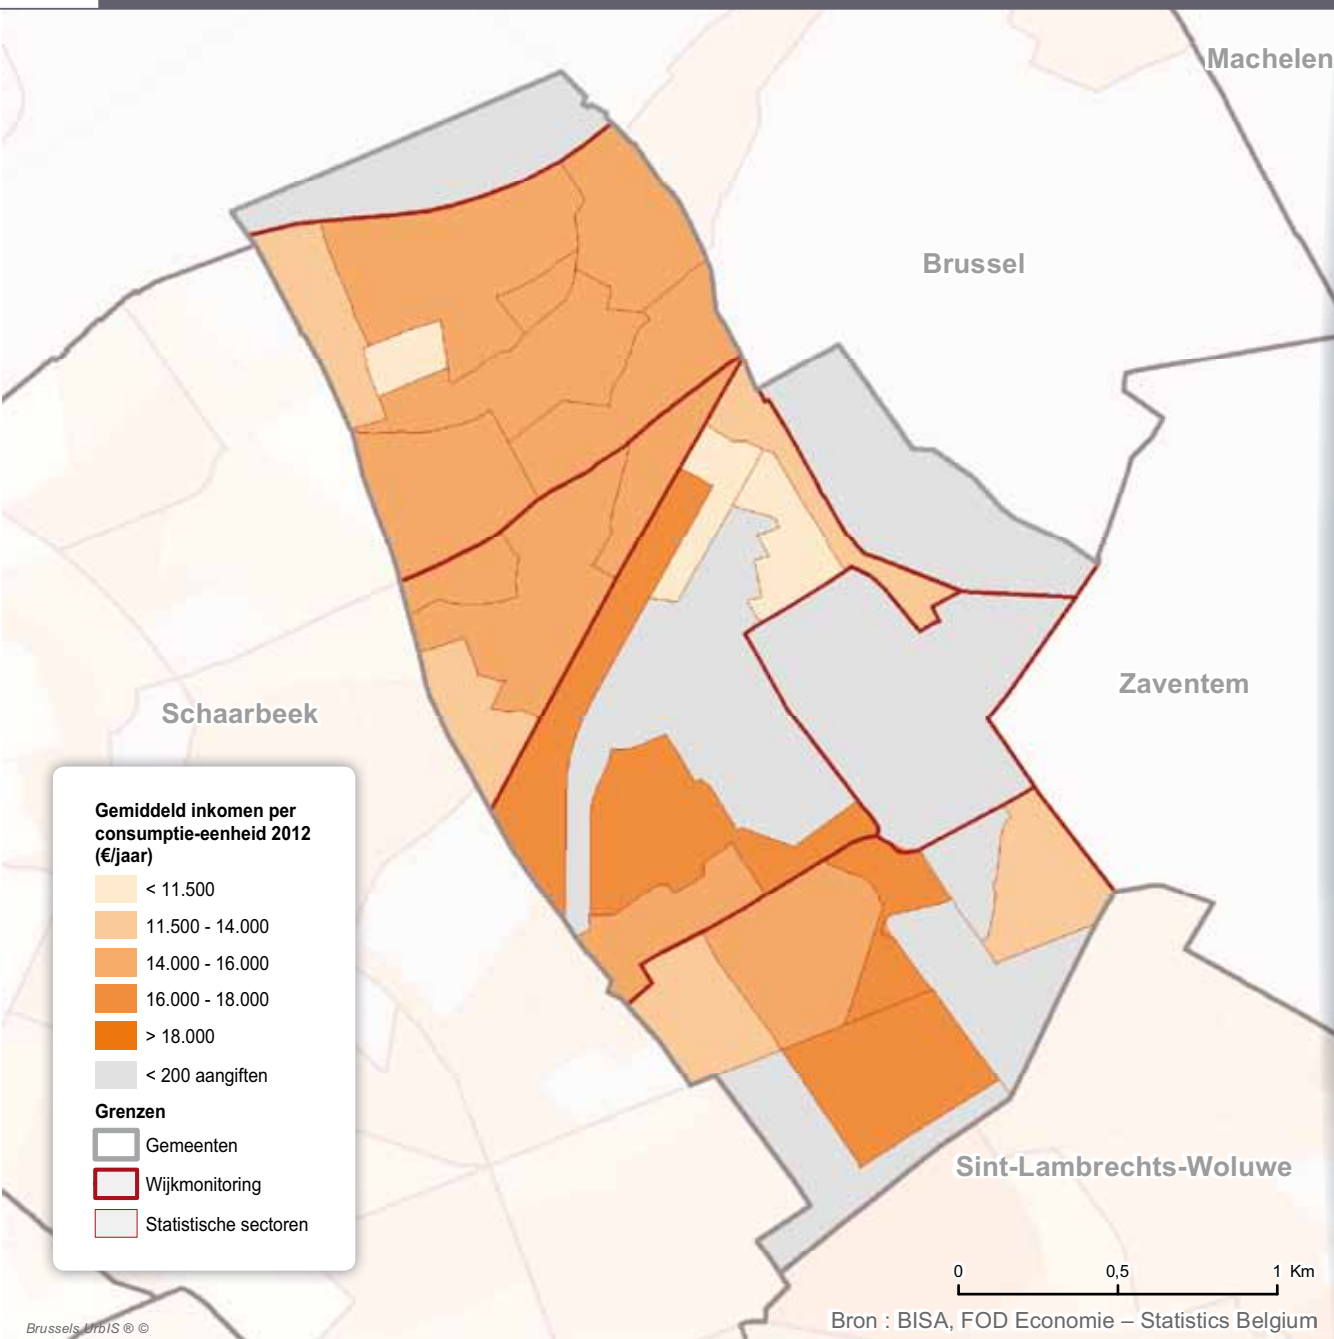 Machelen
Brussel
Zaventem
Schaarbeek
Gemiddeld inkomen per
consumptie-eenheid 2012
(€/jaar)
< 11.500
11.500 - 14.000
14.000 - 16.000
16.000 - 18.000
> 18.000
< 200 aangiften
Grenzen
Gemeenten
Wijkmonitoring
Statistische sectoren
Sint-Lambrechts-Woluwe
0 0,5 1 Km
Bron : BISA, FOD Economie – Statistics Belgium
Brussels UrbIS ® ©